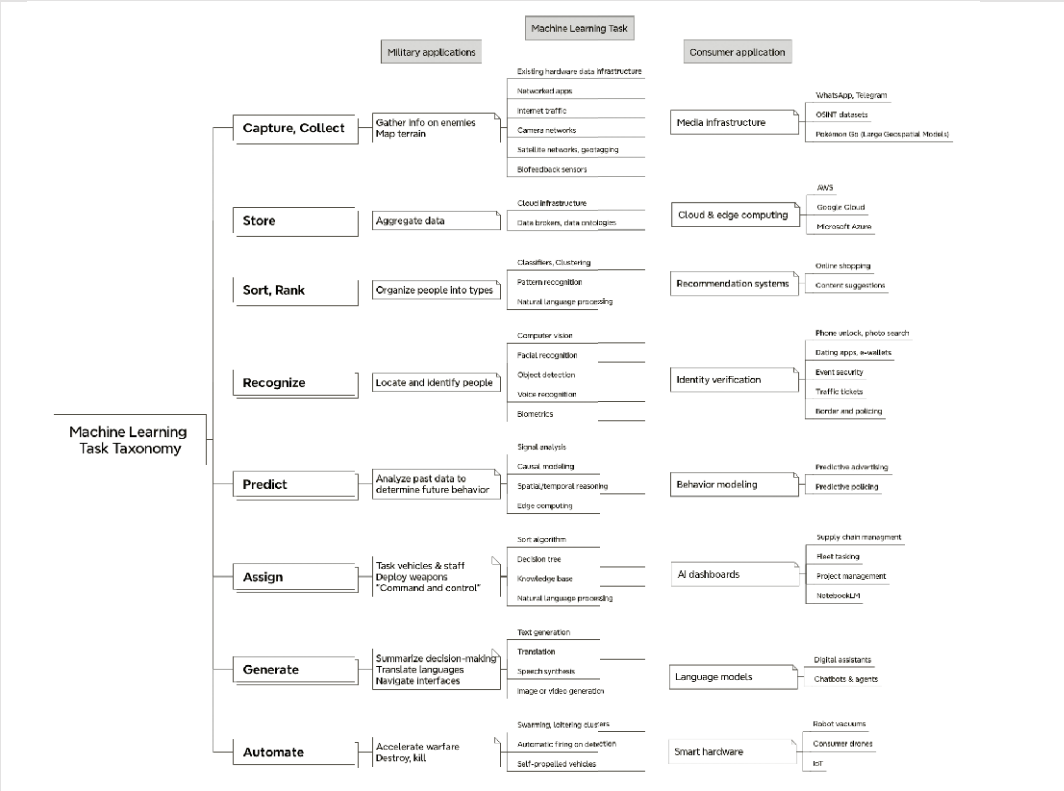 Machine Learning Task
Military applications
Consumer application
Machine Learning
Task Taxonomy
Capture, Collect
Gather info on enemies
Map terrain
Existing hardware data infrastructure
Networked apps
Internet traffic
Camera networks
Satellite networks, geotagging
Biofeedback sensors
Media infrastructure
WhatsApp, Telegram
OSINT datasets
Pokémon Go (Large Geospatial Models)
Store
Aggregate data
Cloud infrastructure
Data brokers, data ontologies
Cloud & edge computing
AWS
Google Cloud
Microsoft Azure
Sort, Rank
Organize people into types
Classifiers, Clustering
Pattern recognition
Natural language processing
Recommendation systems
Online shopping
Content suggestions
Recognize
Locate and identify people
Computer vision
Facial recognition
Object detection
Voice recognition
Biometrics
Identity verification
Phone unlock, photo search
Dating apps, e-wallets
Event security
Traffic tickets
Border and policing
Predict
Analyze past data to
determine future behavior
Signal analysis
Causal modeling
Spatial/temporal reasoning
Edge computing
Behavior modeling
Predictive advertising
Predictive policing
Assign
Task vehicles & staff
Deploy weapons
"Command and control"
Sort algorithm
Decision tree
Knowledge base
Natural language processing
AI dashboards
Supply chain managment
Fleet tasking
Project management
NotebookLM
Generate
Summarize decision-making
Translate languages
Navigate interfaces
Text generation
Translation
Speech synthesis
Image or video generation
Language models
Digital assistants
Chatbots & agents
Automate
Accelerate warfare
Destroy, kill
Swarming, loitering clusters
Automatic firing on detection
Self-propelled vehicles
Smart hardware
Robot vacuums
Consumer drones
IoT